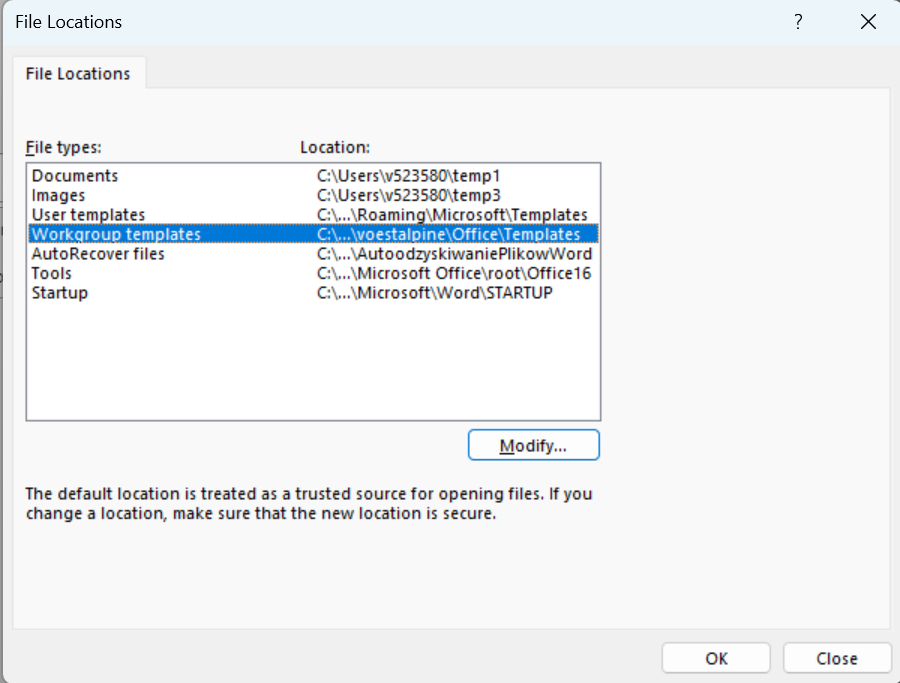 File Locations
?
File Locations
File types: Location:
Documents C:\Users\v523580\temp1
Images C:\Users\v523580\temp3
User templates C:\...\Roaming\Microsoft\Templates
Workgroup templates C:\...\voestalpine\Office\Templates
AutoRecover files C:\...\AutoodzyskiwaniePlikowWord
Tools C:\...\Microsoft Office\root\Office16
Startup C:\...\Microsoft\Word\STARTUP
Modify...
The default location is treated as a trusted source for opening files. If you
change a location, make sure that the new location is secure.
OK Close